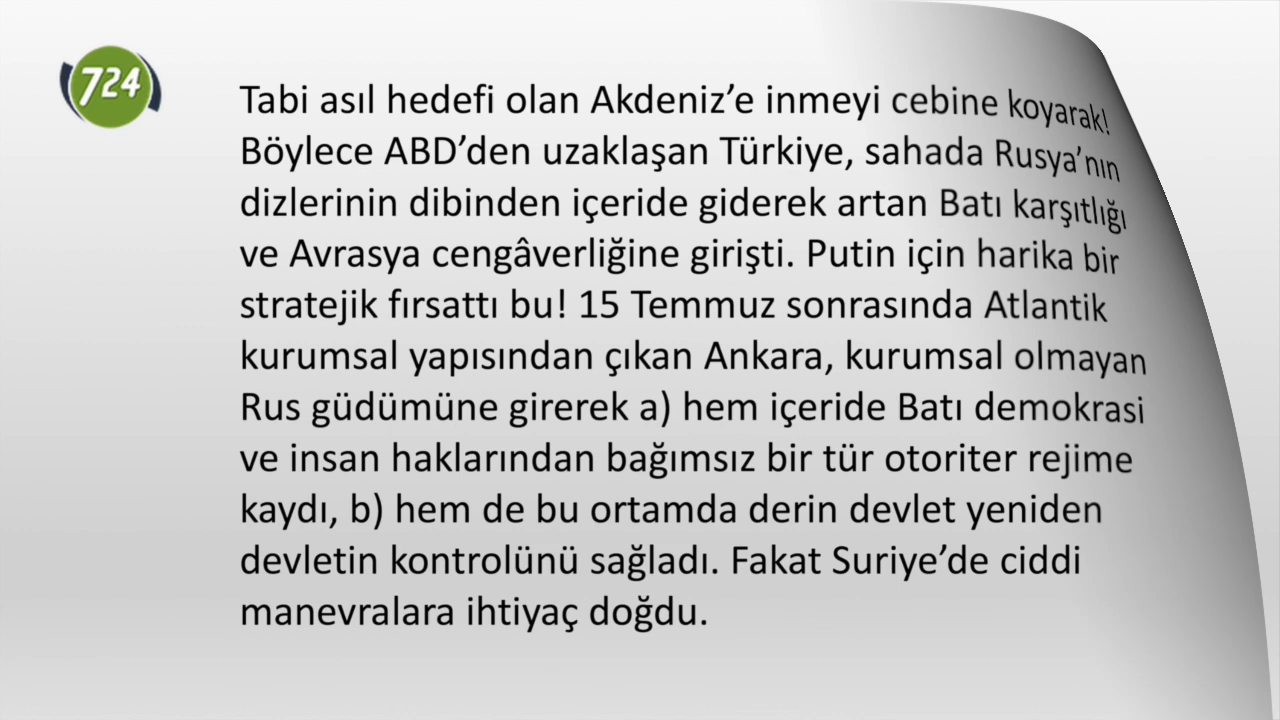 724
Tabi asıl hedefi olan Akdeniz’e inmeyi cebine koyarak!
Böylece ABD’den uzaklaşan Türkiye, sahada Rusya’nın
dizlerinin dibinden içeride giderek artan Batı karşıtlığı
ve Avrasya cengâverliğine girişti. Putin için harika bir
stratejik fırsattı bu! 15 Temmuz sonrasında Atlantik
kurumsal yapısından çıkan Ankara, kurumsal olmayan
Rus güdümüne girerek a) hem içeride Batı demokrasi
ve insan haklarından bağımsız bir tür otoriter rejime
kaydı, b) hem de bu ortamda derin devlet yeniden
devletin kontrolünü sağladı. Fakat Suriye’de ciddi
manevralara ihtiyaç doğdu.